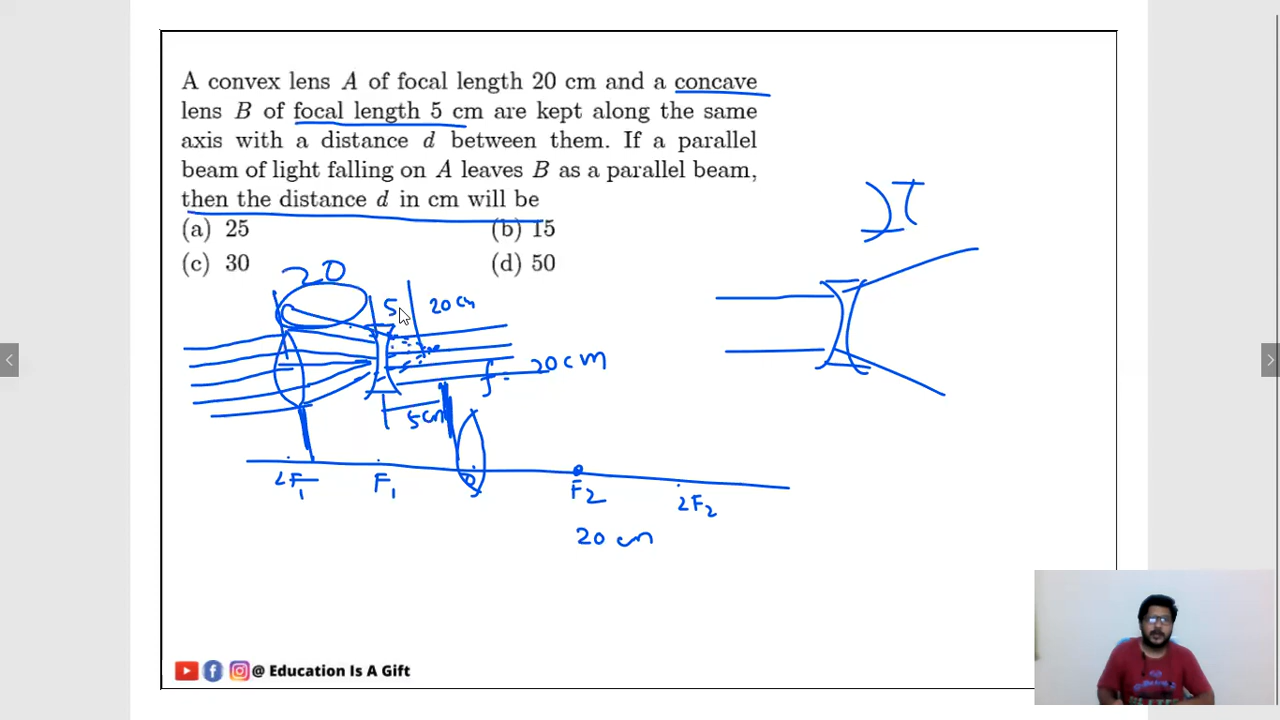 A convex lens A of focal length 20 cm and a concave
lens B of focal length 5 cm are kept along the same
axis with a distance d between them. If a parallel
beam of light falling on A leaves B as a parallel beam,
then the distance d in cm will be
(a) 25
(b) 15
(c) 30
(d) 50
20
5
20 cm
f
20cm
5cm
2F1
F1
F2
2F2
20 cm
@ Education Is A Gift